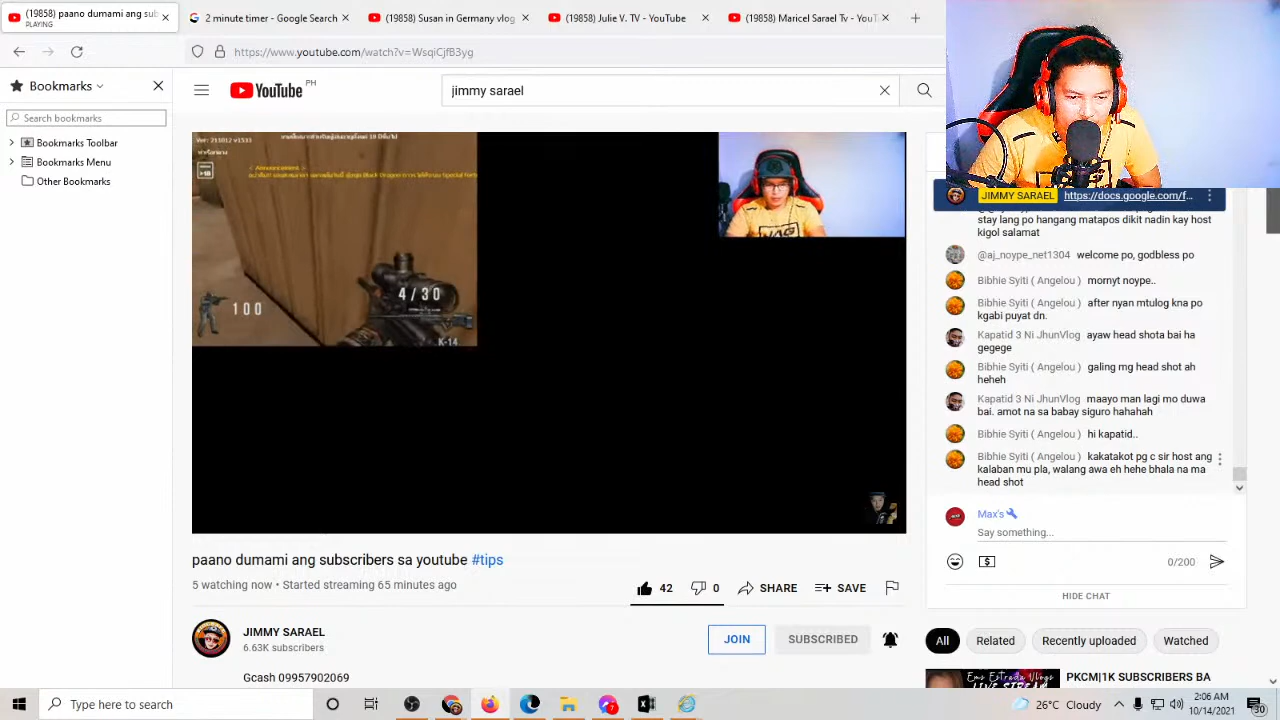 (19858) paano dumami ang sub
PLAYING
2 minute timer - Google Search
(19858) Susan in Germany vlog
(19858) Julie V. TV - YouTube
(19858) Maricel Sarael Tv - YouT
https://www.youtube.com/watch?v=WsqiCjfB3yg
Bookmarks
Search bookmarks
Bookmarks Toolbar
Bookmarks Menu
Other Bookmarks
YouTube PH
jimmy sarael
< Announcement >
100
4/30
K-14
JIMMY SARAEL https://docs.google.com/f...
stay lang po hangang matapos dikit nadin kay host
kigol salamat
@aj_noype_net1304 welcome po, godbless po
Bibhie Syiti ( Angelou ) mornyt noype..
Bibhie Syiti ( Angelou ) after nyan mtulog kna po
kgabi puyat dn.
Kapatid 3 Ni JhunVlog ayaw head shota bai ha
gegege
Bibhie Syiti ( Angelou ) galing mg head shot ah
heheh
Kapatid 3 Ni JhunVlog maayo man lagi mo duwa
bai. amot na sa babay siguro hahahah
Bibhie Syiti ( Angelou ) hi kapatid..
Bibhie Syiti ( Angelou ) kakatakot pg c sir host ang
kalaban mu pla, walang awa eh hehe bhala na ma
head shot
Max's
Say something...
0/200
HIDE CHAT
paano dumami ang subscribers sa youtube #tips
5 watching now • Started streaming 65 minutes ago
42
0
SHARE
SAVE
JIMMY SARAEL
6.63K subscribers
JOIN
SUBSCRIBED
Gcash 09957902069
All
Related
Recently uploaded
Watched
Ems Estreda Vlogs
LIVE STREAM
PKCM|1K SUBSCRIBERS BA
Type here to search
26°C Cloudy
2:06 AM
10/14/2021
30